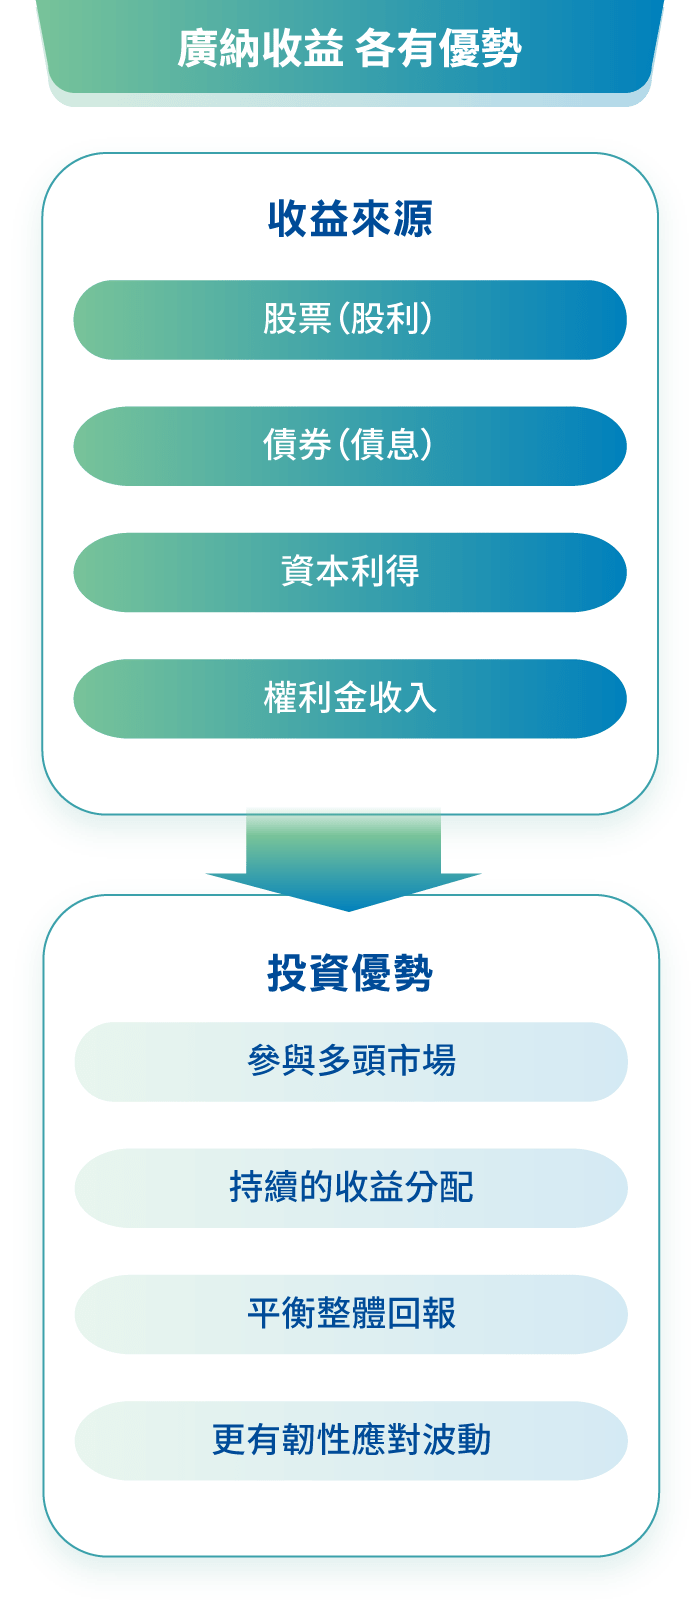 廣納收益 各有優勢
收益來源
股票（股利）
債券（債息）
資本利得
權利金收入
投資優勢
參與多頭市場
持續的收益分配
平衡整體回報
更有韌性應對波動